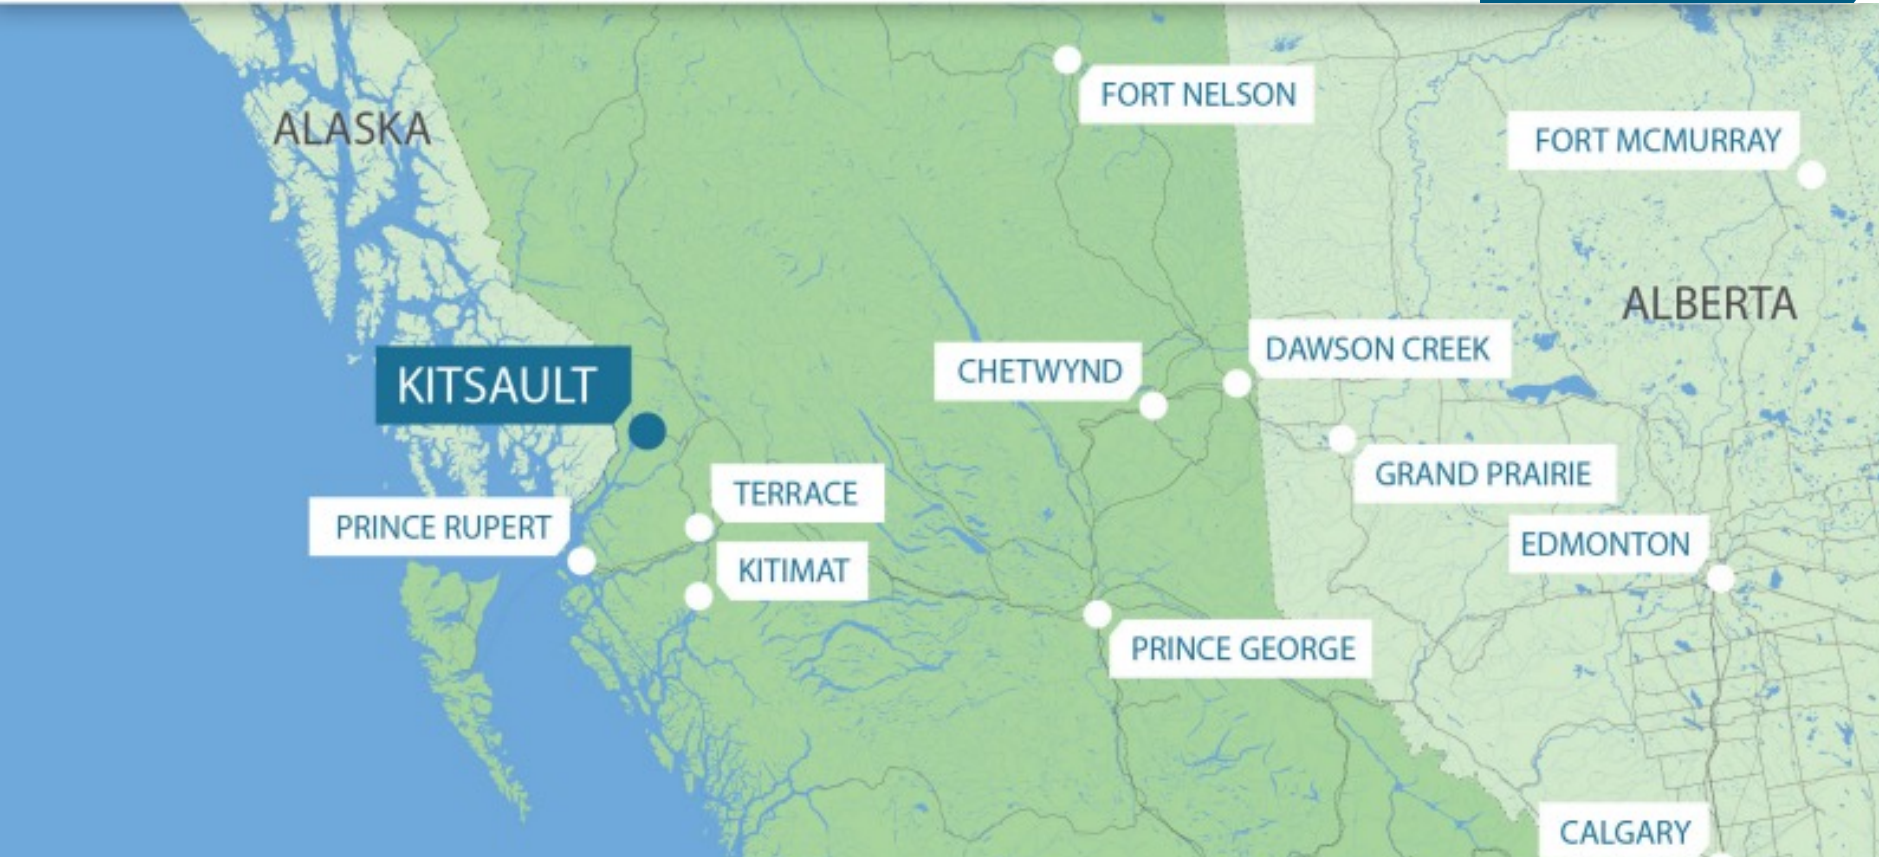 FORT NELSON
ALASKA
FORT MCMURRAY
ALBERTA
DAWSON CREEK
CHETWYND
KITSAULT
GRAND PRAIRIE
TERRACE
PRINCE RUPERT
EDMONTON
KITIMAT
PRINCE GEORGE
CALGARY